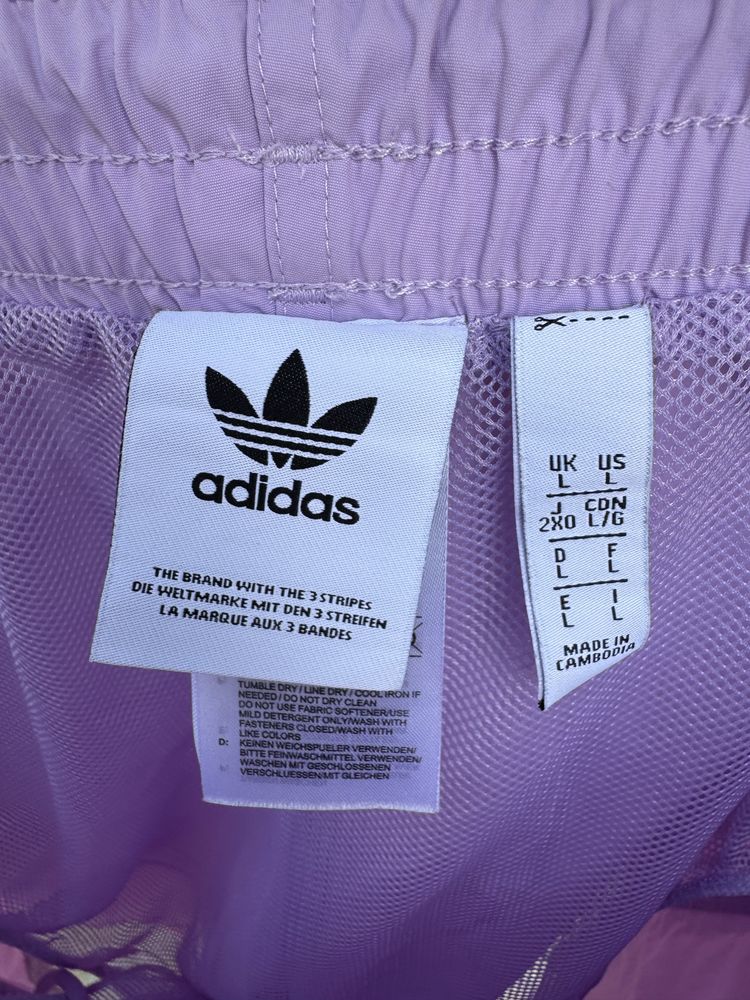 adidas
THE BRAND WITH THE 3 STRIPES
DIE WELTMARKE MIT DEN 3 STREIFEN
LA MARQUE AUX 3 BANDES
TUMBLE DRY / LINE DRY / COOL IRON IF
NEEDED / DO NOT DRY CLEAN
DO NOT USE FABRIC SOFTENER/USE
MILD DETERGENT ONLY/WASH WITH
FASTENERS CLOSED/WASH WITH
LIKE COLORS
D: KEINEN WEICHSPUELER VERWENDEN/
BITTE FEINWASCHMITTEL VERWENDEN/
WASCHEN MIT GESCHLOSSENEN
VERSCHLUESSEN/MIT GLEICHEN
UK US
L L
J CDN
2XO L/G
D F
L L
E I
L L
MADE IN
CAMBODIA